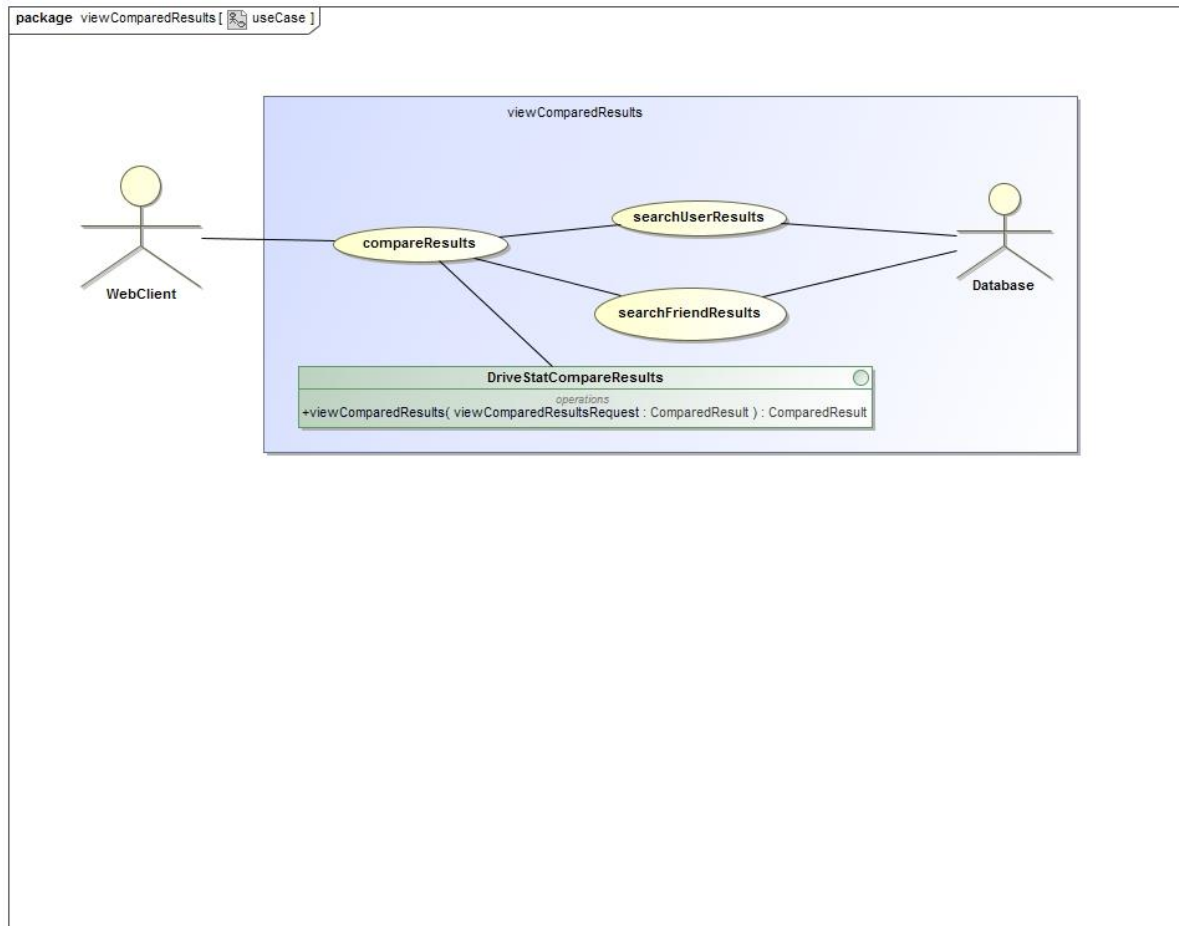 package viewComparedResults [ useCase ]
viewComparedResults
WebClient
compareResults
searchUserResults
searchFriendResults
Database
DriveStatCompareResults
operations
+viewComparedResults( viewComparedResultsRequest : ComparedResult ) : ComparedResult